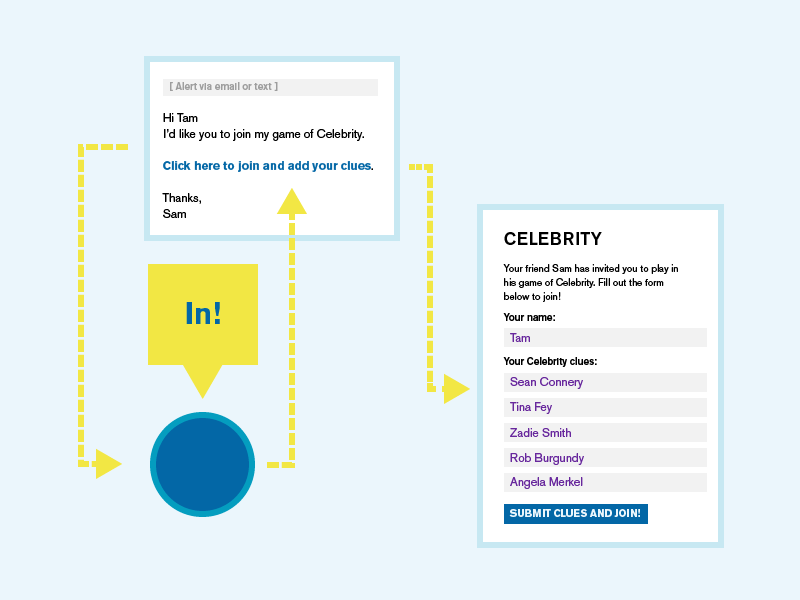 [ Alert via email or text ]
Hi Tam
I'd like you to join my game of Celebrity.
Click here to join and add your clues.
Thanks,
Sam
In!
CELEBRITY
Your friend Sam has invited you to play in
his game of Celebrity. Fill out the form
below to join!
Your name:
Tam
Your Celebrity clues:
Sean Connery
Tina Fey
Zadie Smith
Rob Burgundy
Angela Merkel
SUBMIT CLUES AND JOIN!